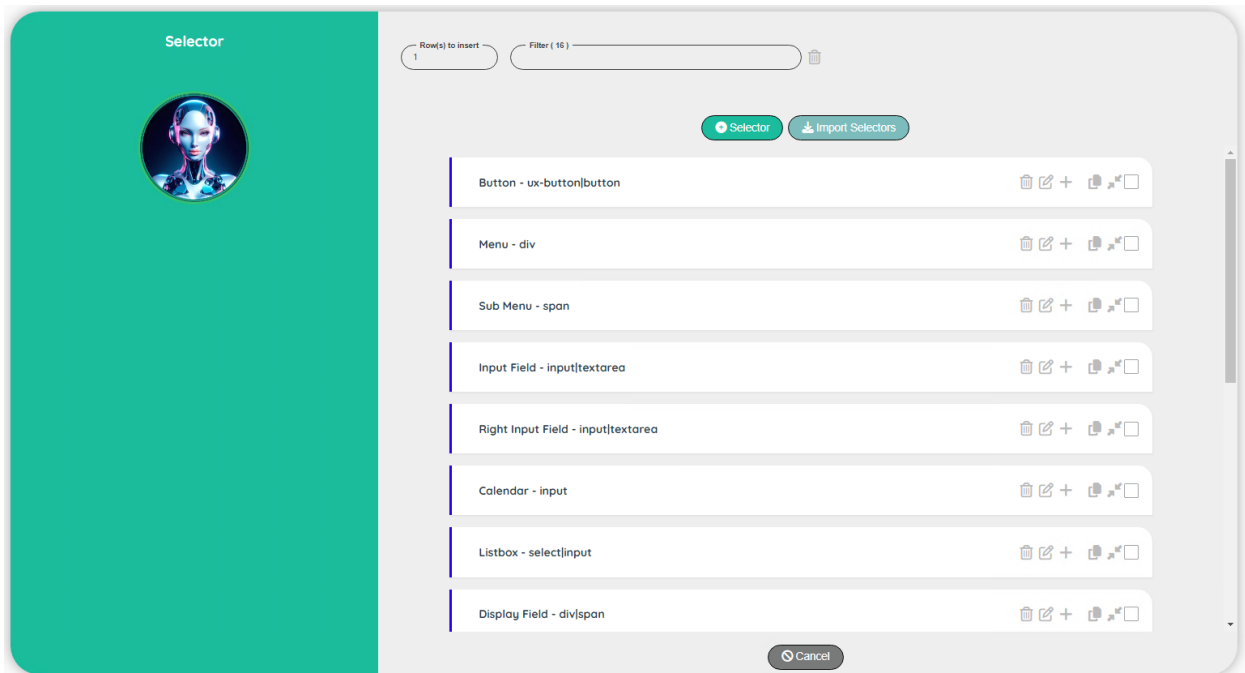 Selector
Row(s) to insert
1
Filter ( 16 )
Selector
Import Selectors
Button - ux-button|button
Menu - div
Sub Menu - span
Input Field - input|textarea
Right Input Field - input|textarea
Calendar - input
Listbox - select|input
Display Field - div|span
Cancel